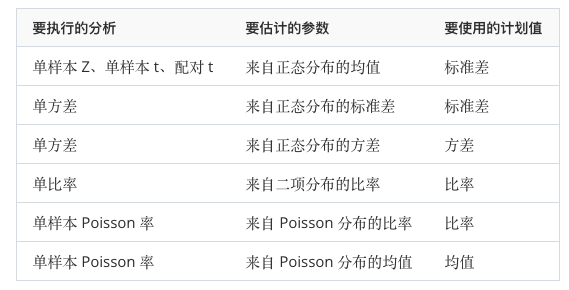 要执行的分析 要估计的参数 要使用的计划值
单样本 Z、单样本 t、配对 t 来自正态分布的均值 标准差
单方差 来自正态分布的标准差 标准差
单方差 来自正态分布的方差 方差
单比率 来自二项分布的比率 比率
单样本 Poisson 率 来自 Poisson 分布的比率 比率
单样本 Poisson 率 来自 Poisson 分布的均值 均值